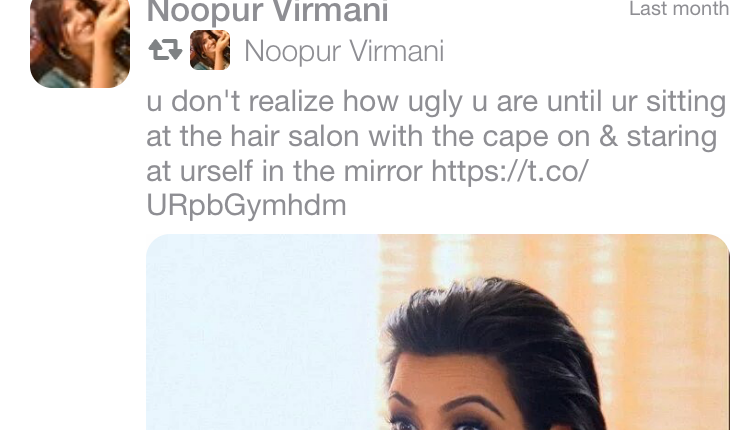 Noopur Virmani
Last month
Noopur Virmani
u don't realize how ugly u are until ur sitting
at the hair salon with the cape on & staring
at urself in the mirror https://t.co/
URpbGymhdm